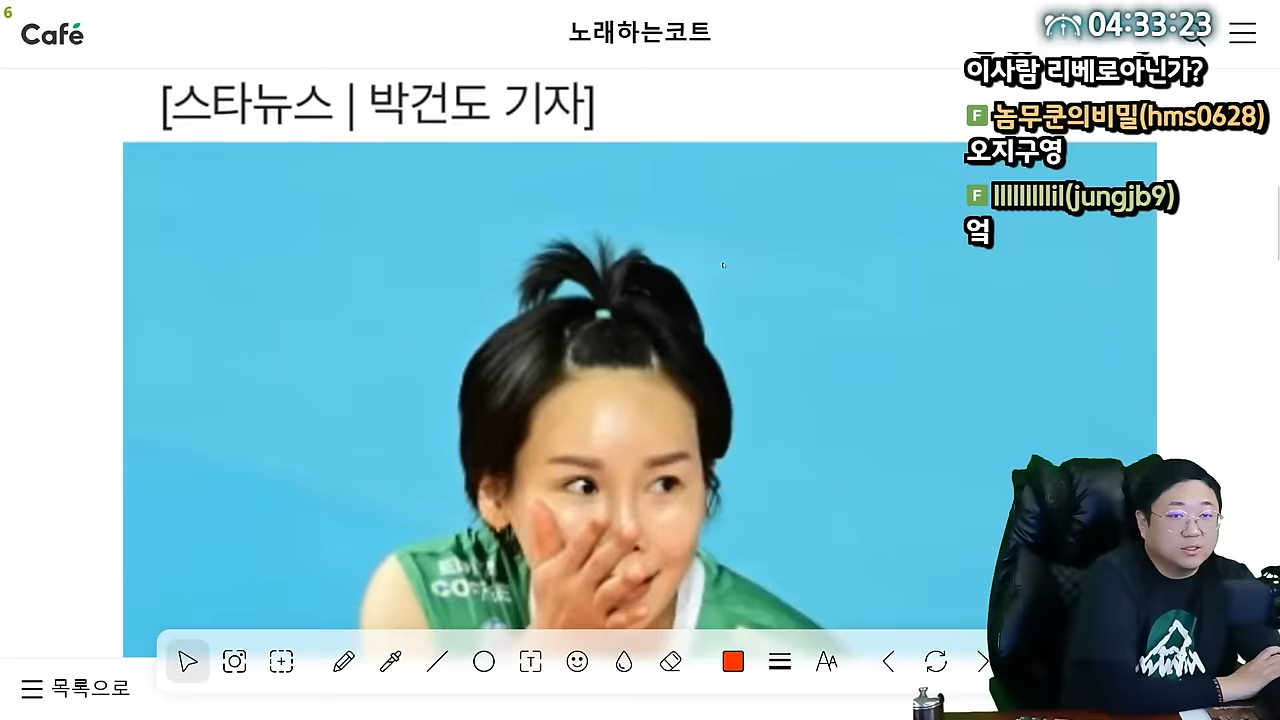 6
Café
노래하는코트
04:33:23
[스타뉴스 | 박건도 기자]
이사람 리베로아닌가?
F 놈무쿤의비밀(hms0628)
오지구영
F llllllllllil(jungjb9)
엌
T
AA
목록으로